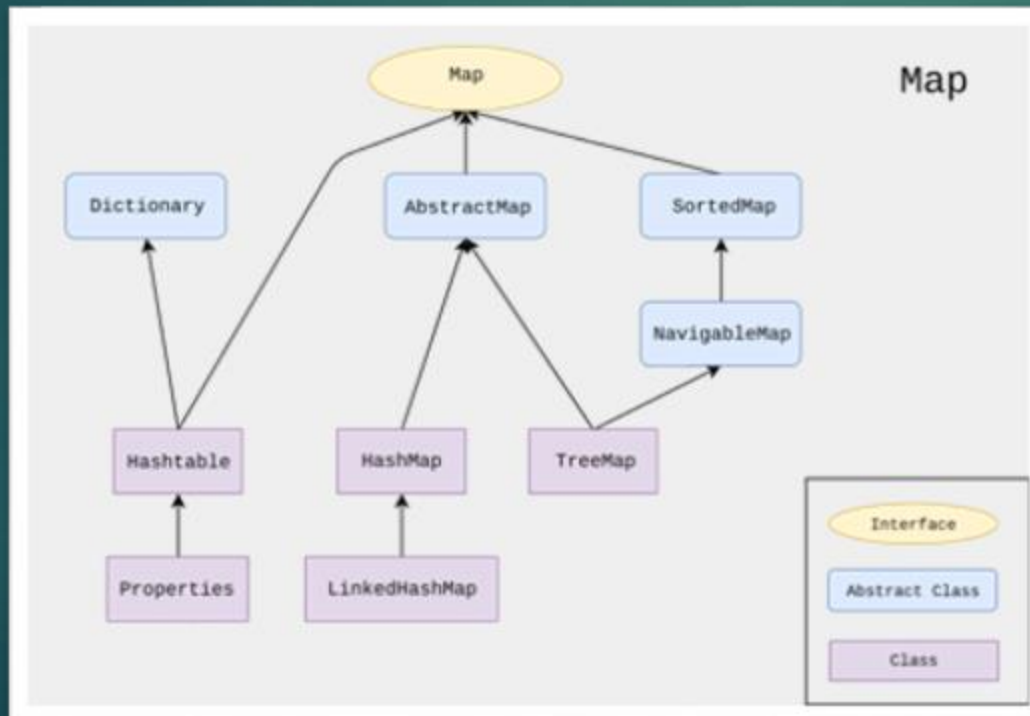 Map
Map
Dictionary
AbstractMap
SortedMap
NavigableMap
Hashtable
HashMap
TreeMap
Properties
LinkedHashMap
Interface
Abstract Class
Class